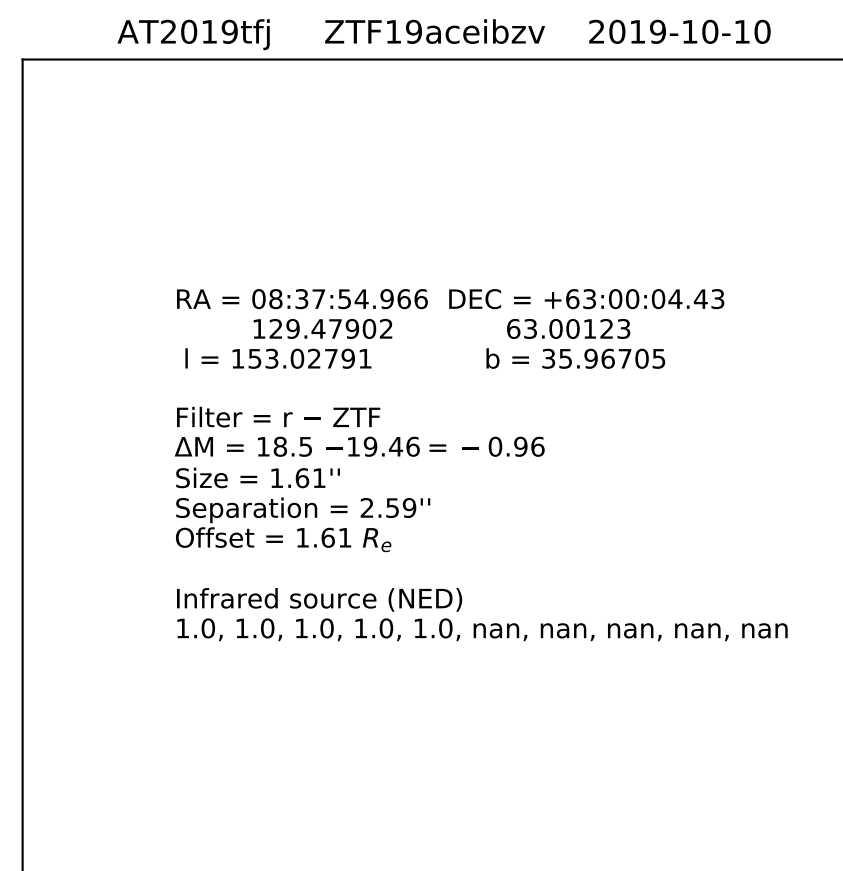 AT2019tfj ZTF19aceibzv 2019-10-10
RA = 08:37:54.966 DEC = +63:00:04.43
129.47902 63.00123
l = 153.02791 b = 35.96705
Filter = r − ZTF
ΔM = 18.5 −19.46 = − 0.96
Size = 1.61''
Separation = 2.59''
Offset = 1.61 Rₑ
Infrared source (NED)
1.0, 1.0, 1.0, 1.0, 1.0, nan, nan, nan, nan, nan